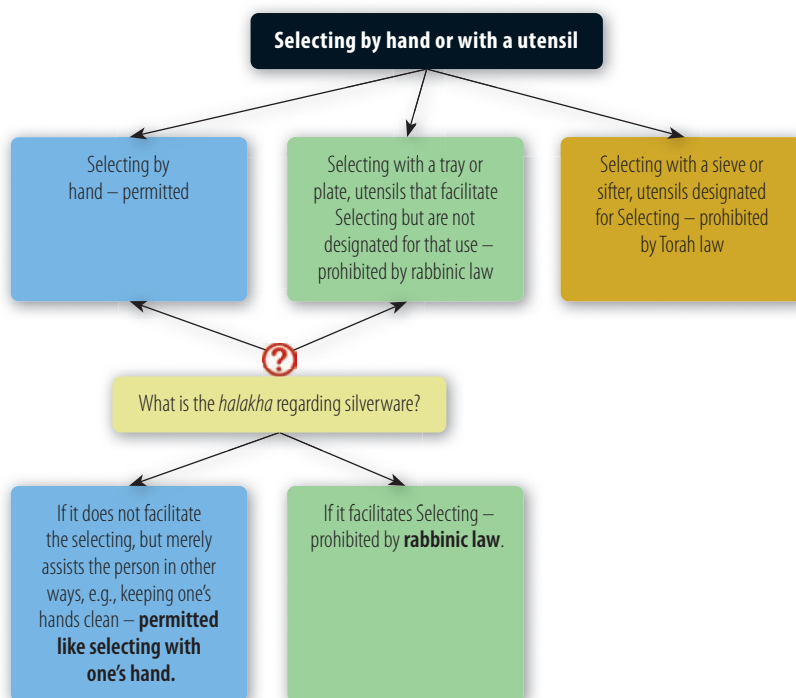 Selecting by hand or with a utensil
Selecting by
hand – permitted
Selecting with a tray or
plate, utensils that facilitate
Selecting but are not
designated for that use –
prohibited by rabbinic law
Selecting with a sieve or
sifter, utensils designated
for Selecting – prohibited
by Torah law
?
What is the halakha regarding silverware?
If it does not facilitate
the selecting, but merely
assists the person in other
ways, e.g., keeping one's
hands clean – permitted
like selecting with
one's hand.
If it facilitates Selecting –
prohibited by rabbinic law.